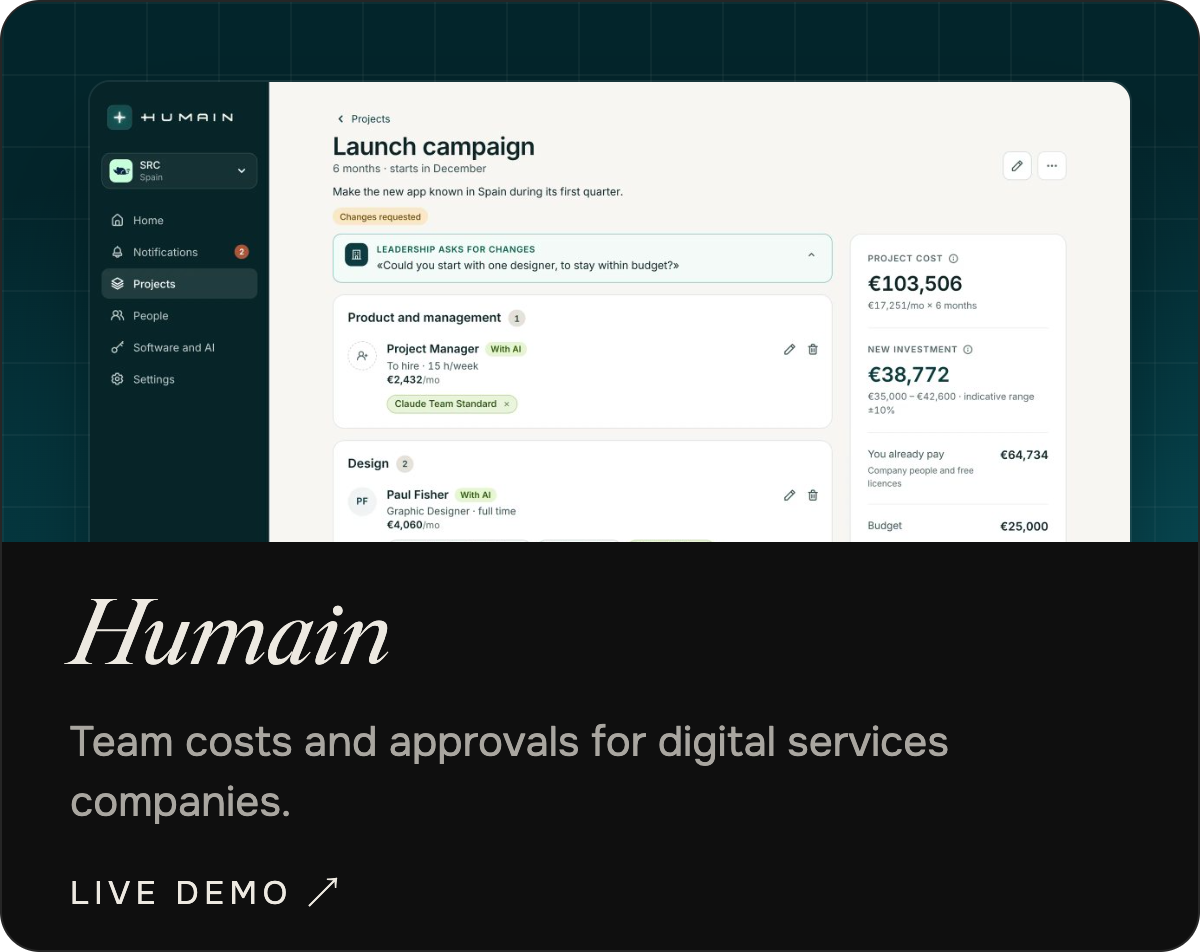 HUMAIN
SRC
Spain
Home
Notifications 2
Projects
People
Software and AI
Settings
Projects
Launch campaign
6 months · starts in December
Make the new app known in Spain during its first quarter.
Changes requested
LEADERSHIP ASKS FOR CHANGES
«Could you start with one designer, to stay within budget?»
Product and management 1
Project Manager With AI
To hire · 15 h/week
€2,432/mo
Claude Team Standard ×
Design 2
PF
Paul Fisher With AI
Graphic Designer · full time
€4,060/mo
PROJECT COST
€103,506
€17,251/mo × 6 months
NEW INVESTMENT
€38,772
€35,000 – €42,600 · indicative range
±10%
You already pay €64,734
Company people and free
licences
Budget €25,000
Humain
Team costs and approvals for digital services
companies.
LIVE DEMO ↗